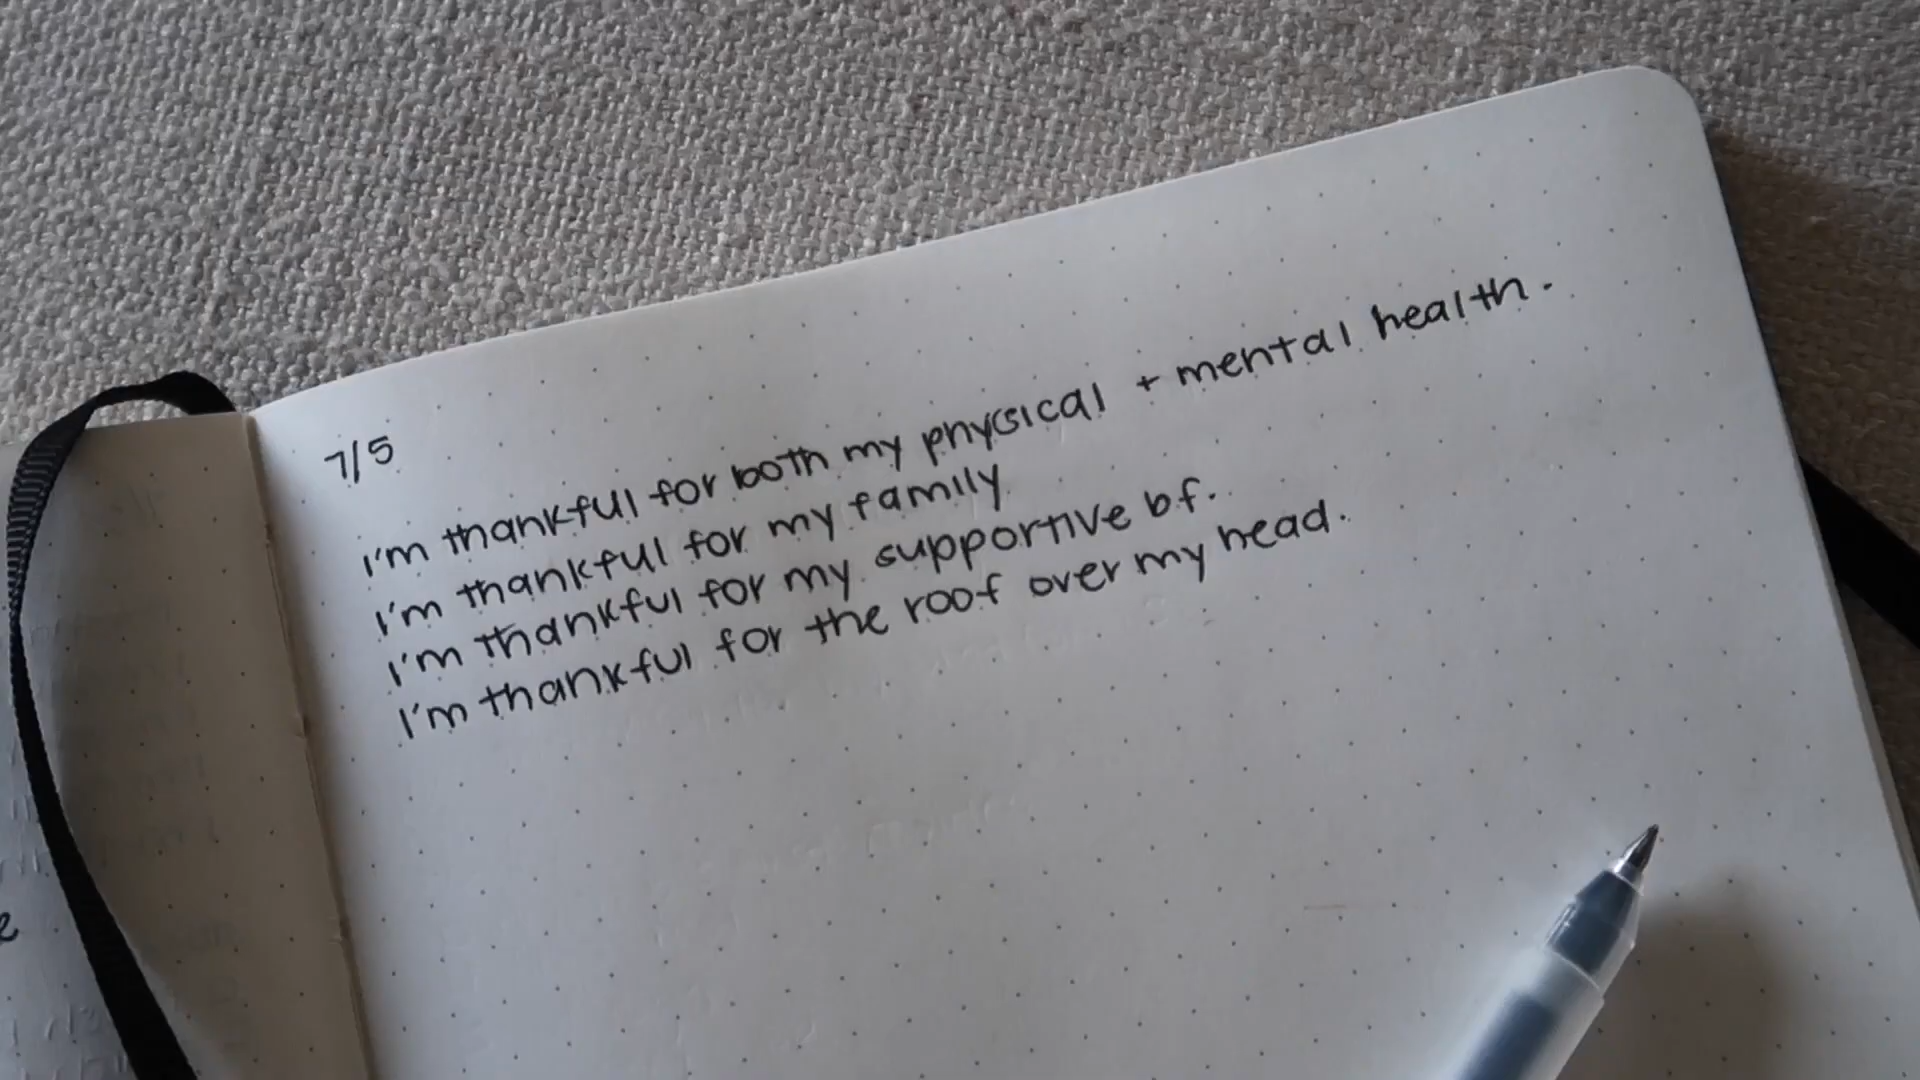 7/5
I'm thankful for both my physical + mental health.
I'm thankful for my family
I'm thankful for my supportive bf.
I'm thankful for the roof over my head.